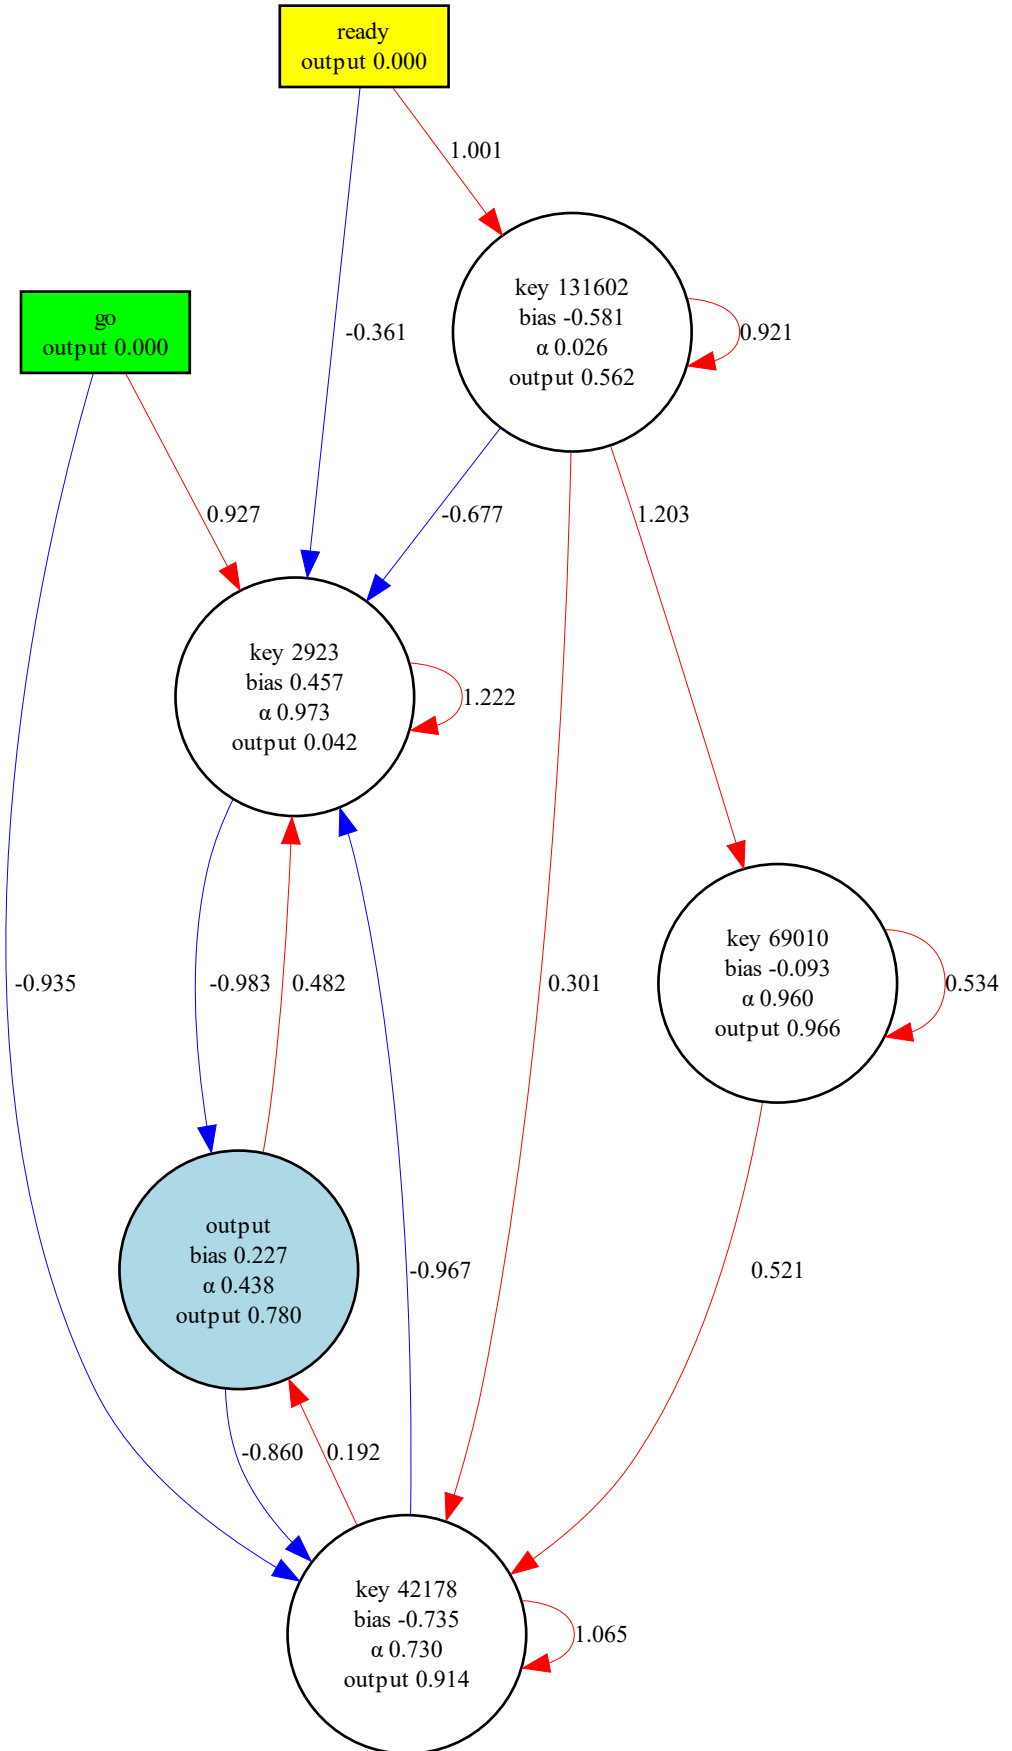 ready
output 0.000
1.001
key 131602
bias -0.581
α 0.026
output 0.562
0.921
go
output 0.000
-0.361
0.927
-0.677
1.203
key 2923
bias 0.457
α 0.973
output 0.042
1.222
key 69010
bias -0.093
α 0.960
output 0.966
0.534
-0.935
-0.983
0.482
0.301
output
bias 0.227
α 0.438
output 0.780
-0.967
0.521
-0.860
0.192
key 42178
bias -0.735
α 0.730
output 0.914
1.065